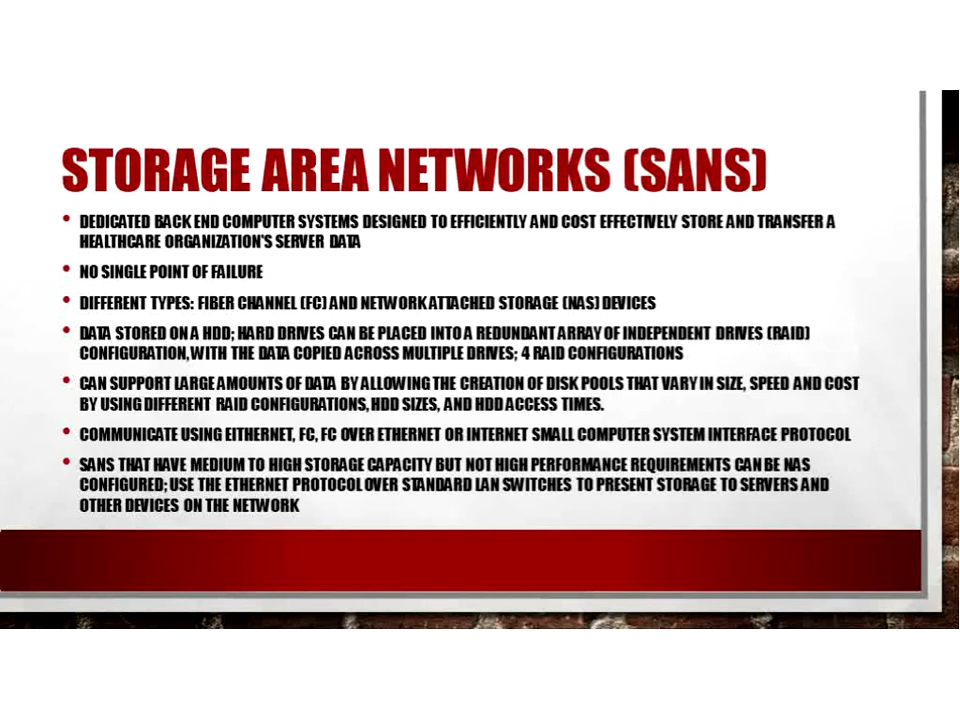 STORAGE AREA NETWORKS (SANS)
• DEDICATED BACK END COMPUTER SYSTEMS DESIGNED TO EFFICIENTLY AND COST EFFECTIVELY STORE AND TRANSFER A
HEALTHCARE ORGANIZATION'S SERVER DATA
• NO SINGLE POINT OF FAILURE
• DIFFERENT TYPES: FIBER CHANNEL (FC) AND NETWORK ATTACHED STORAGE (NAS) DEVICES
• DATA STORED ON A HDD; HARD DRIVES CAN BE PLACED INTO A REDUNDANT ARRAY OF INDEPENDENT DRIVES (RAID)
CONFIGURATION, WITH THE DATA COPIED ACROSS MULTIPLE DRIVES; 4 RAID CONFIGURATIONS
• CAN SUPPORT LARGE AMOUNTS OF DATA BY ALLOWING THE CREATION OF DISK POOLS THAT VARY IN SIZE, SPEED AND COST
BY USING DIFFERENT RAID CONFIGURATIONS, HDD SIZES, AND HDD ACCESS TIMES.
• COMMUNICATE USING EITHERNET, FC, FC OVER ETHERNET OR INTERNET SMALL COMPUTER SYSTEM INTERFACE PROTOCOL
• SANS THAT HAVE MEDIUM TO HIGH STORAGE CAPACITY BUT NOT HIGH PERFORMANCE REQUIREMENTS CAN BE NAS
CONFIGURED; USE THE ETHERNET PROTOCOL OVER STANDARD LAN SWITCHES TO PRESENT STORAGE TO SERVERS AND
OTHER DEVICES ON THE NETWORK